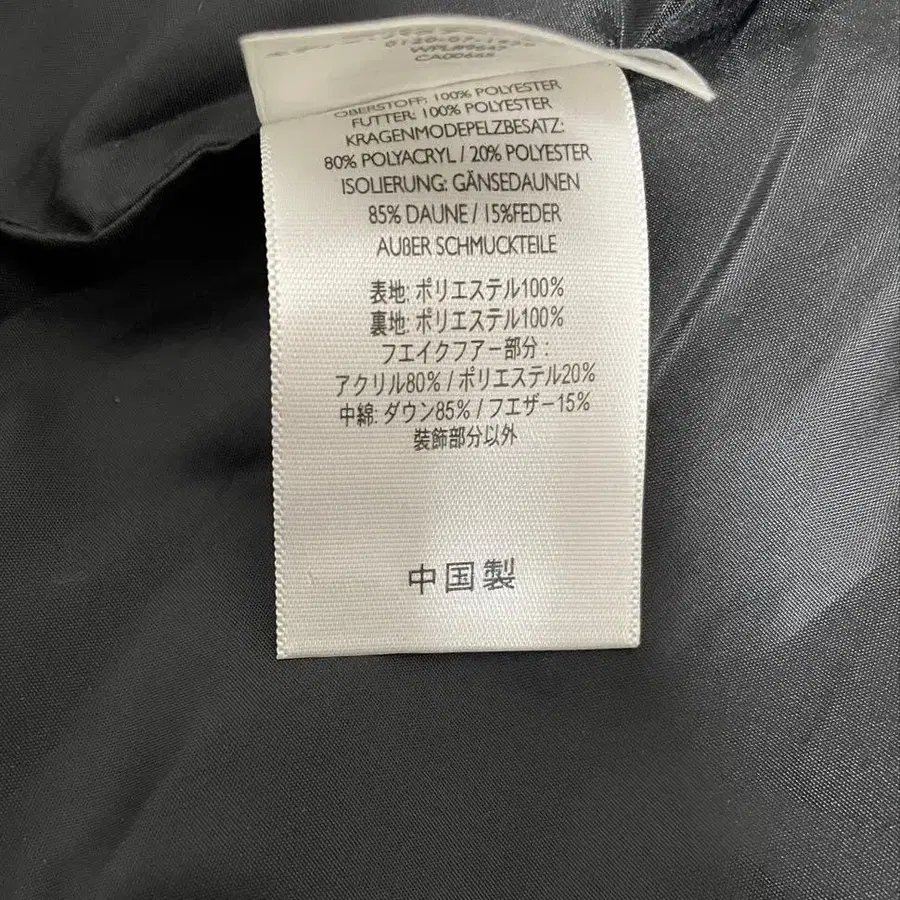 OBERSTOFF: 100% POLYESTER
FUTTER: 100% POLYESTER
KRAGENMODEPELZBESATZ:
80% POLYACRYL / 20% POLYESTER
ISOLIERUNG: GÄNSEDAUNEN
85% DAUNE / 15%FEDER
AUßER SCHMUCKTEILE
表地: ポリエステル100%
裏地: ポリエステル100%
フエイクフアー部分 :
アクリル80% / ポリエステル20%
中綿: ダウン85% / フエザー15%
装飾部分以外
中国製